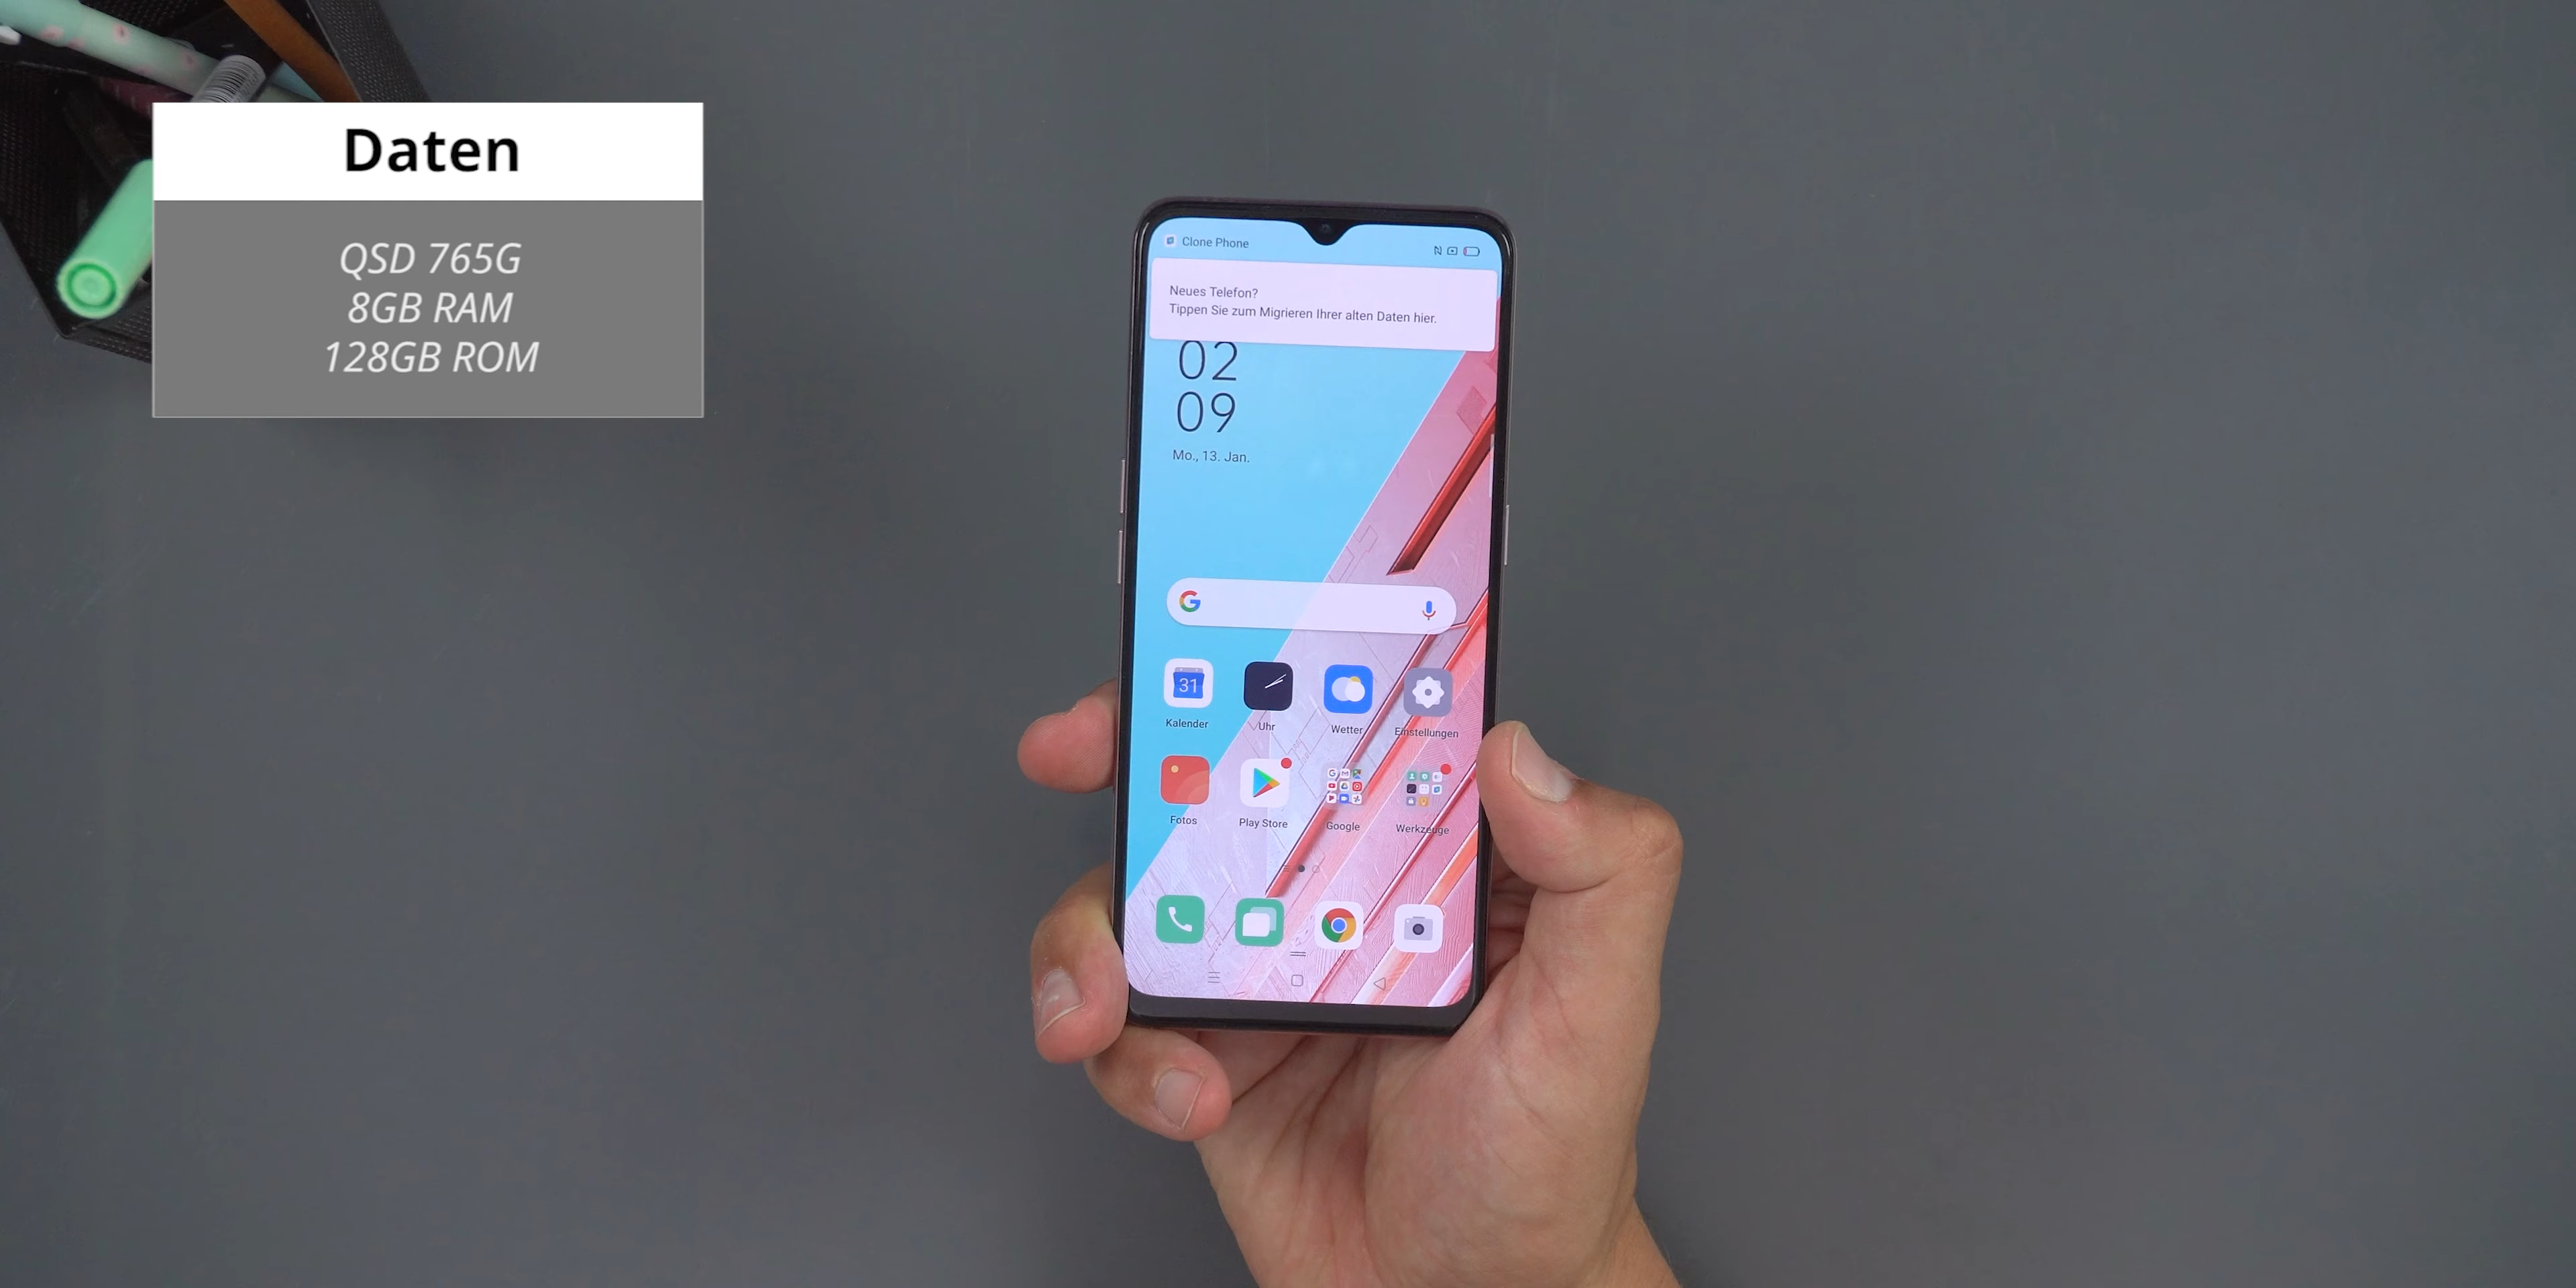 Daten
QSD 765G
8GB RAM
128GB ROM
Clone Phone
Neues Telefon?
Tippen Sie zum Migrieren Ihrer alten Daten hier.
02
09
Mo., 13. Jan.
G
31
Kalender
Uhr
Wetter
Einstellungen
Fotos
Play Store
Google
Werkzeuge